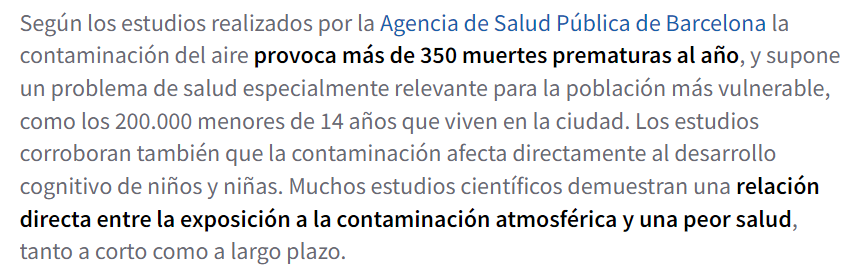 Según los estudios realizados por la Agencia de Salud Pública de Barcelona la
contaminación del aire provoca más de 350 muertes prematuras al año, y supone
un problema de salud especialmente relevante para la población más vulnerable,
como los 200.000 menores de 14 años que viven en la ciudad. Los estudios
corroboran también que la contaminación afecta directamente al desarrollo
cognitivo de niños y niñas. Muchos estudios científicos demuestran una relación
directa entre la exposición a la contaminación atmosférica y una peor salud,
tanto a corto como a largo plazo.